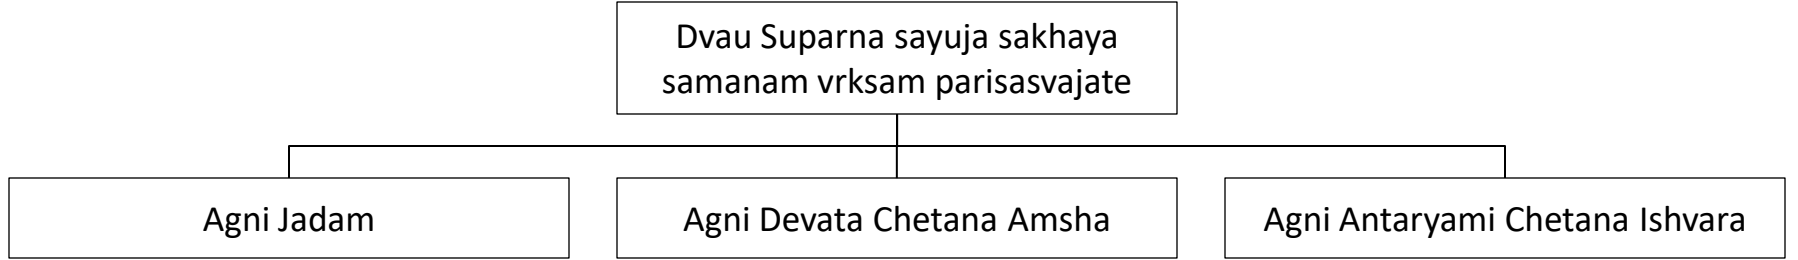 Dvau Suparna sayuja sakhaya
samanam vrksam parisasvajate
Agni Jadam
Agni Devata Chetana Amsha
Agni Antaryami Chetana Ishvara